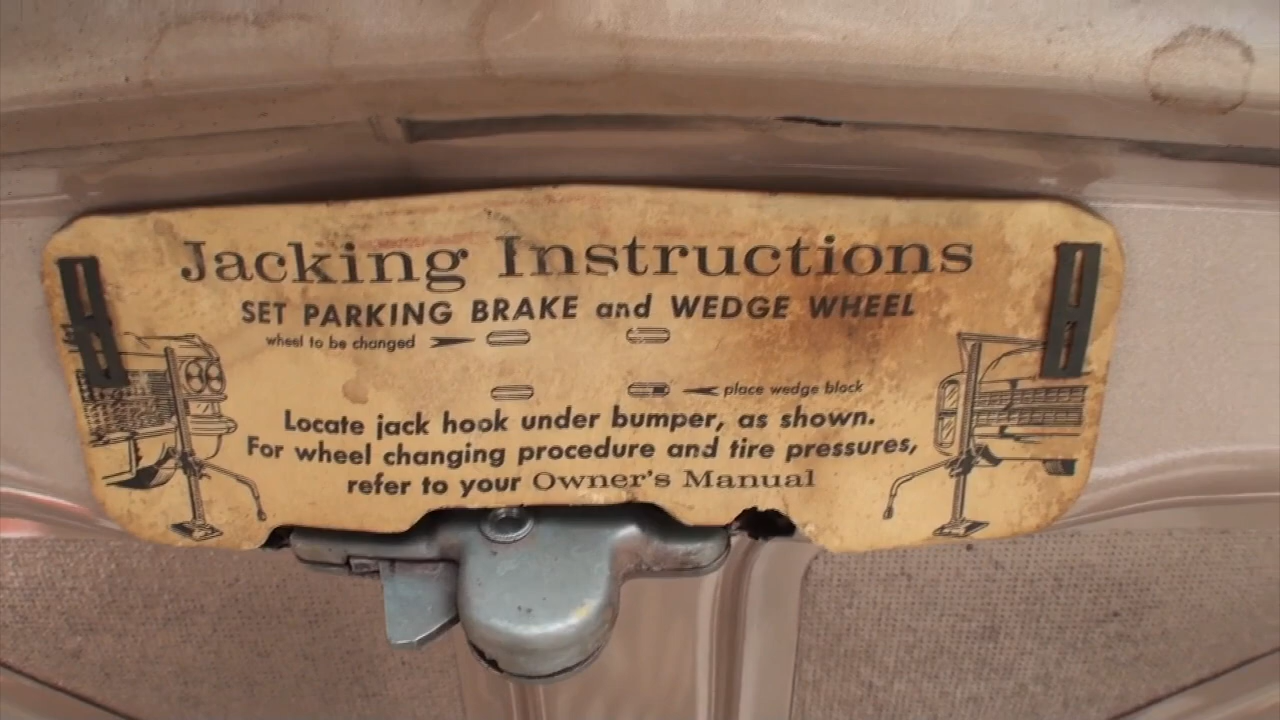 Jacking Instructions
SET PARKING BRAKE and WEDGE WHEEL
wheel to be changed
place wedge block
Locate jack hook under bumper, as shown.
For wheel changing procedure and tire pressures,
refer to your Owner's Manual